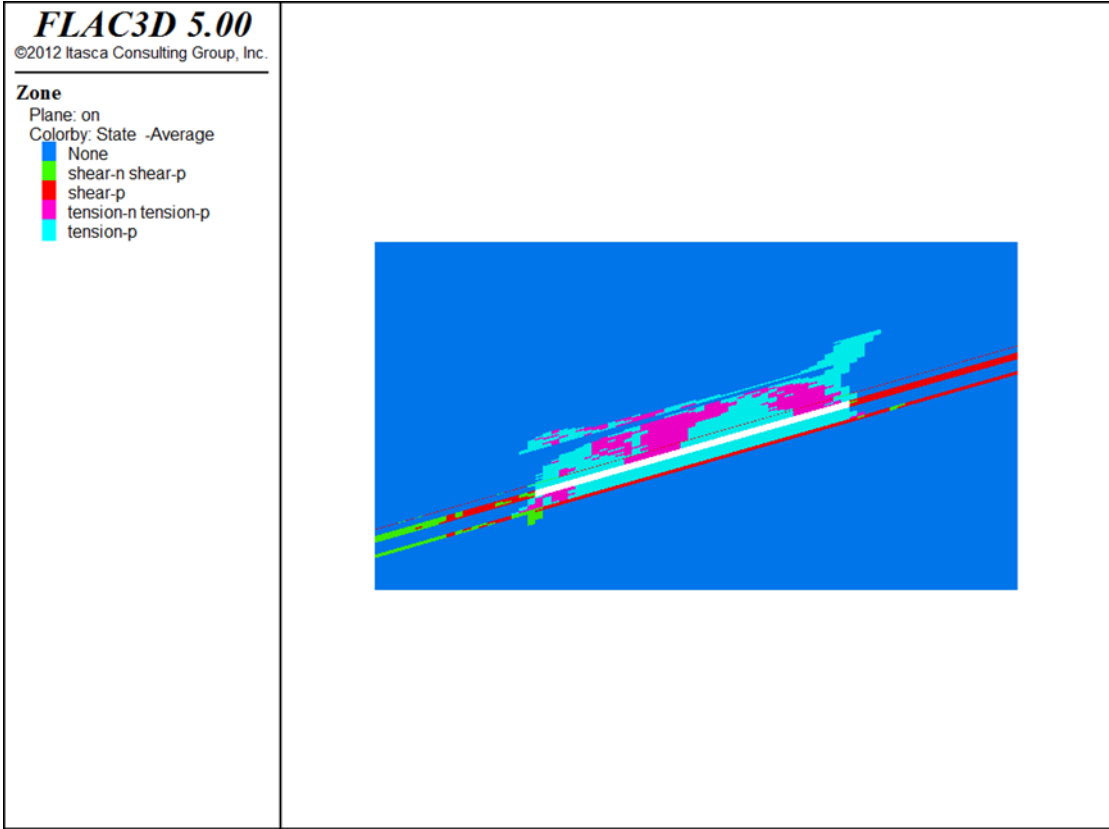 FLAC3D 5.00
©2012 Itasca Consulting Group, Inc.
Zone
Plane: on
Colorby: State -Average
None
shear-n shear-p
shear-p
tension-n tension-p
tension-p